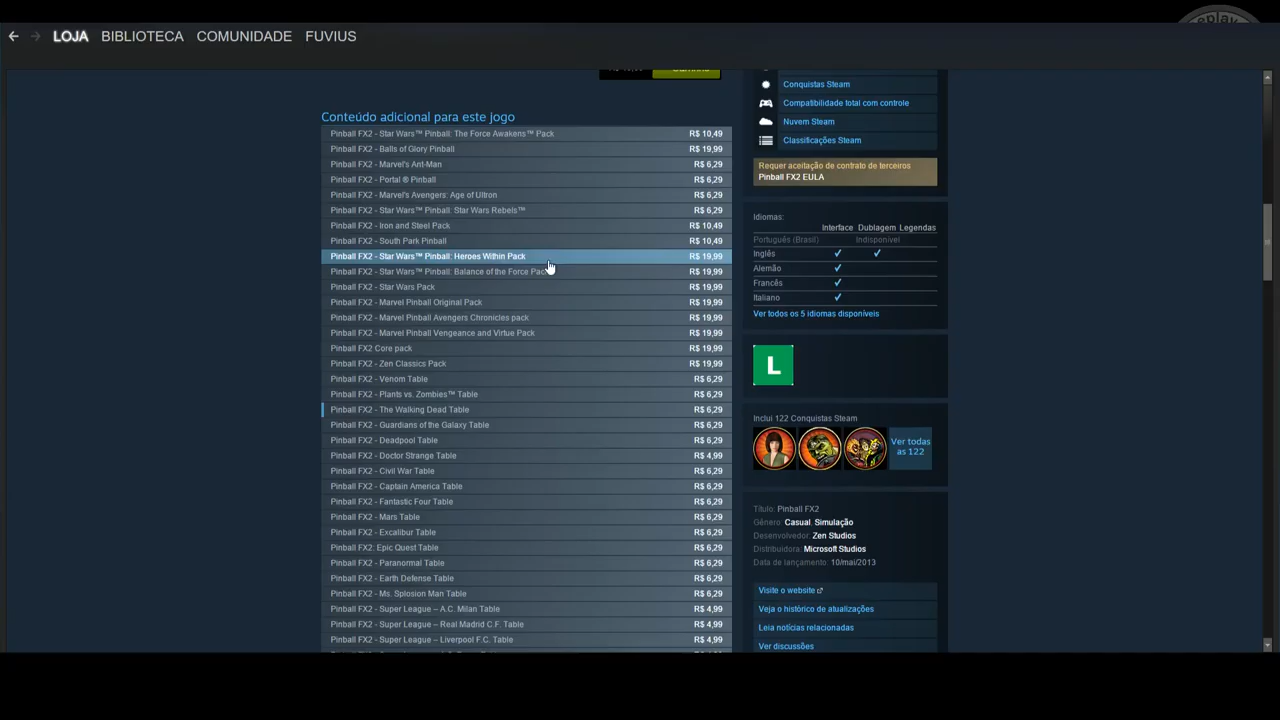 LOJA BIBLIOTECA COMUNIDADE FUVIUS
Conteúdo adicional para este jogo
Pinball FX2 - Star Wars™ Pinball: The Force Awakens™ Pack R$ 10,49
Pinball FX2 - Balls of Glory Pinball R$ 19,99
Pinball FX2 - Marvel's Ant-Man R$ 6,29
Pinball FX2 - Portal ® Pinball R$ 6,29
Pinball FX2 - Marvel's Avengers: Age of Ultron R$ 6,29
Pinball FX2 - Star Wars™ Pinball: Star Wars Rebels™ R$ 6,29
Pinball FX2 - Iron and Steel Pack R$ 10,49
Pinball FX2 - South Park Pinball R$ 10,49
Pinball FX2 - Star Wars™ Pinball: Heroes Within Pack R$ 19,99
Pinball FX2 - Star Wars™ Pinball: Balance of the Force Pack R$ 19,99
Pinball FX2 - Star Wars Pack R$ 19,99
Pinball FX2 - Marvel Pinball Original Pack R$ 19,99
Pinball FX2 - Marvel Pinball Avengers Chronicles pack R$ 19,99
Pinball FX2 - Marvel Pinball Vengeance and Virtue Pack R$ 19,99
Pinball FX2 Core pack R$ 19,99
Pinball FX2 - Zen Classics Pack R$ 19,99
Pinball FX2 - Venom Table R$ 6,29
Pinball FX2 - Plants vs. Zombies™ Table R$ 6,29
Pinball FX2 - The Walking Dead Table R$ 6,29
Pinball FX2 - Guardians of the Galaxy Table R$ 6,29
Pinball FX2 - Deadpool Table R$ 6,29
Pinball FX2 - Doctor Strange Table R$ 4,99
Pinball FX2 - Civil War Table R$ 6,29
Pinball FX2 - Captain America Table R$ 6,29
Pinball FX2 - Fantastic Four Table R$ 6,29
Pinball FX2 - Mars Table R$ 6,29
Pinball FX2 - Excalibur Table R$ 6,29
Pinball FX2: Epic Quest Table R$ 6,29
Pinball FX2 - Paranormal Table R$ 6,29
Pinball FX2 - Earth Defense Table R$ 6,29
Pinball FX2 - Ms. Splosion Man Table R$ 6,29
Pinball FX2 - Super League – A.C. Milan Table R$ 4,99
Pinball FX2 - Super League – Real Madrid C.F. Table R$ 4,99
Pinball FX2 - Super League – Liverpool F.C. Table R$ 4,99
Conquistas Steam
Compatibilidade total com controle
Nuvem Steam
Classificações Steam
Requer aceitação de contrato de terceiros
Pinball FX2 EULA
Idiomas:
Interface Dublagem Legendas
Português (Brasil) Indisponível
Inglês ✓ ✓
Alemão ✓
Francês ✓
Italiano ✓
Ver todos os 5 idiomas disponíveis
L
Inclui 122 Conquistas Steam
Ver todas
as 122
Título: Pinball FX2
Gênero: Casual, Simulação
Desenvolvedor: Zen Studios
Distribuidora: Microsoft Studios
Data de lançamento: 10/mai/2013
Visite o website
Veja o histórico de atualizações
Leia notícias relacionadas
Ver discussões